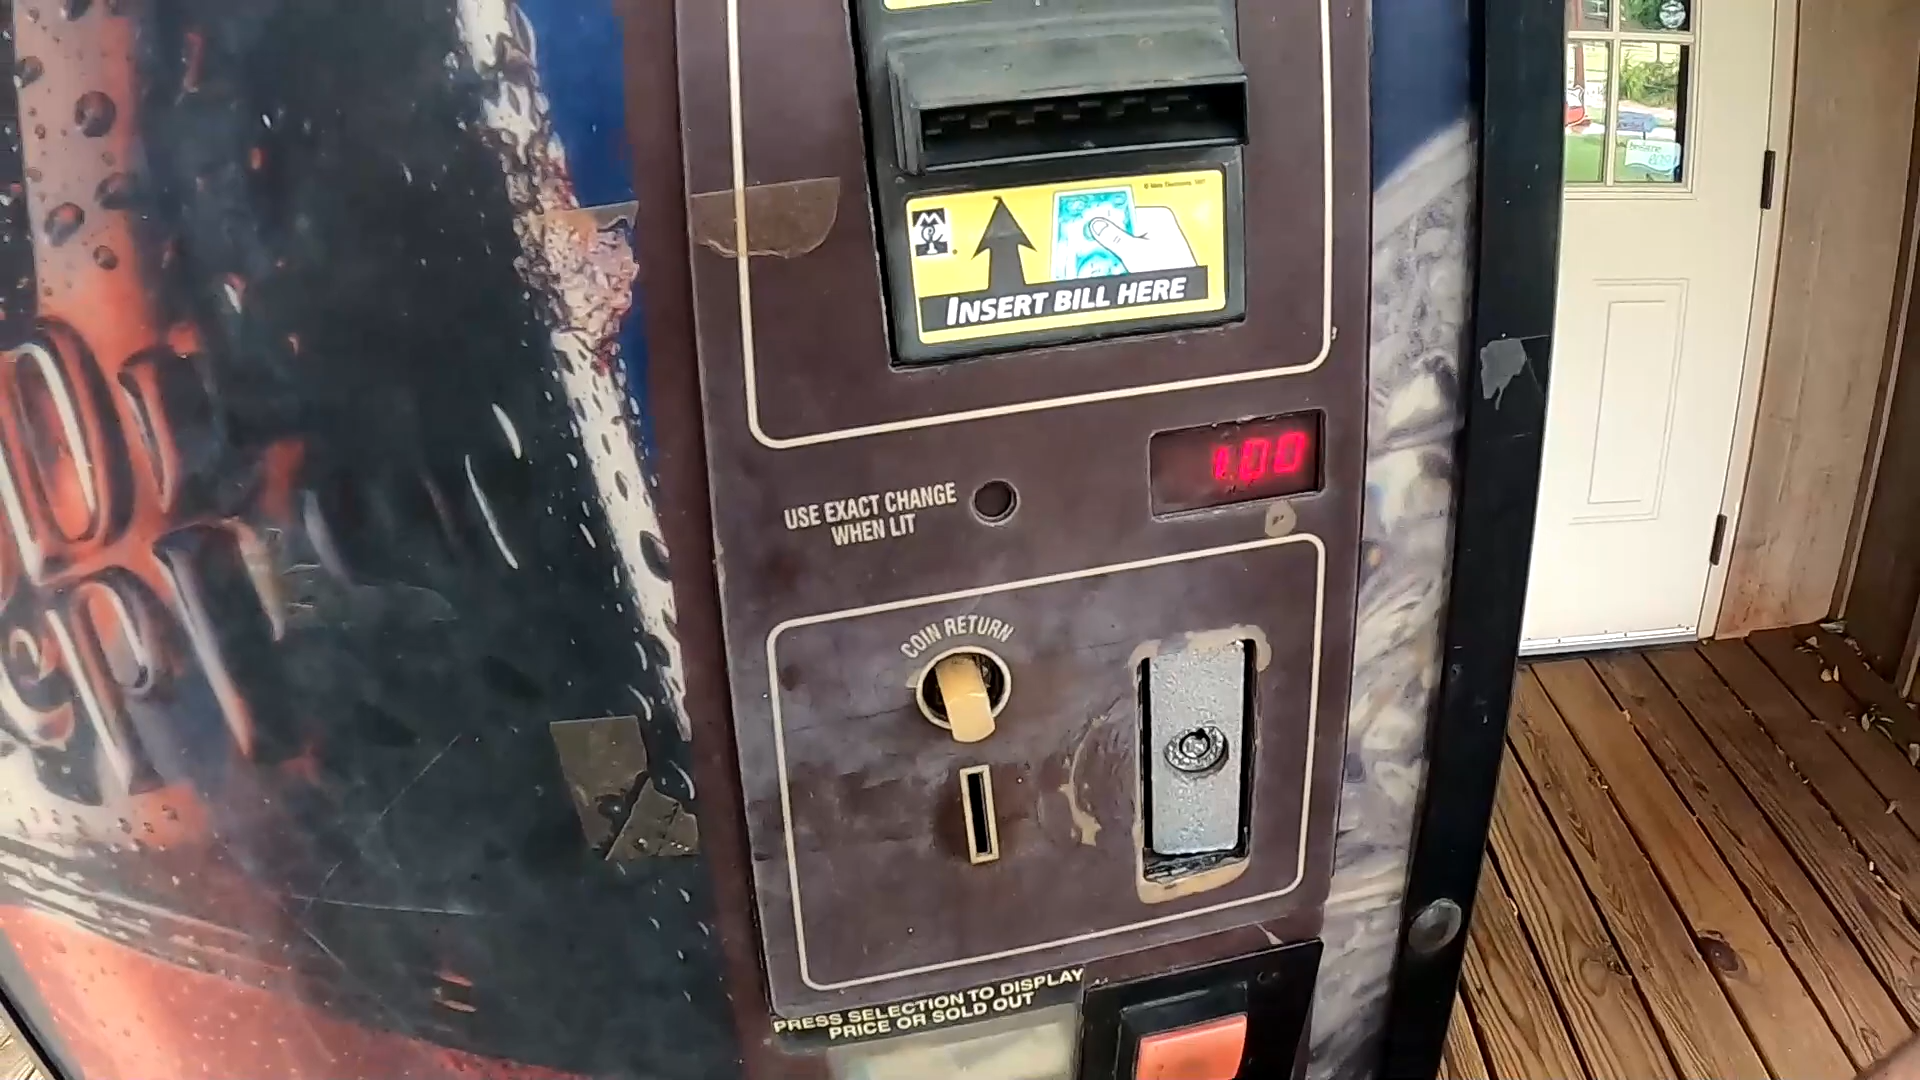 INSERT BILL HERE
1.00
USE EXACT CHANGE
WHEN LIT
COIN RETURN
PRESS SELECTION TO DISPLAY
PRICE OR SOLD OUT